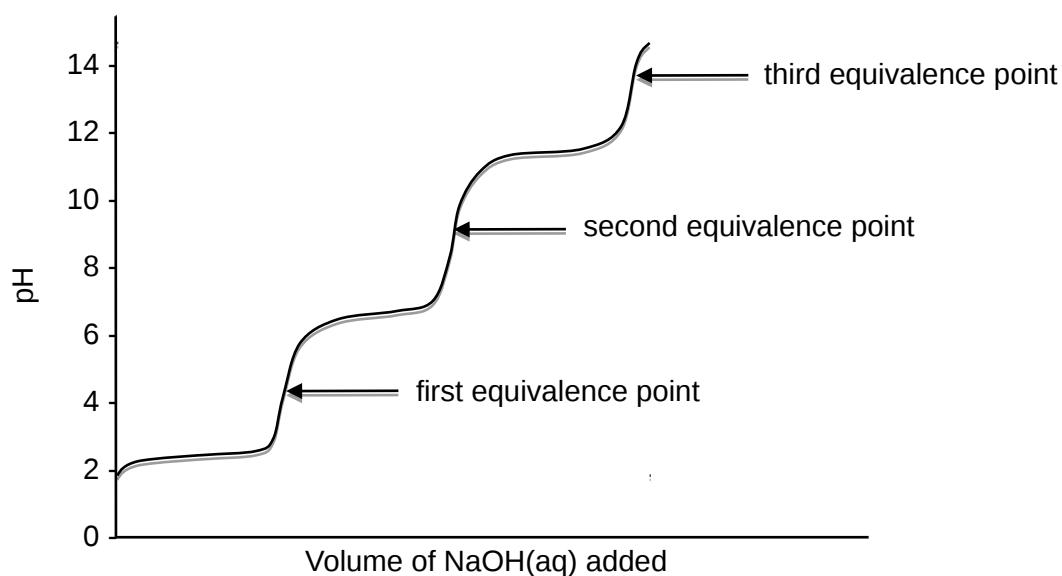 14
third equivalence point
12
10
second equivalence point
8
pH
6
first equivalence point
4
2
0
Volume of NaOH(aq) added